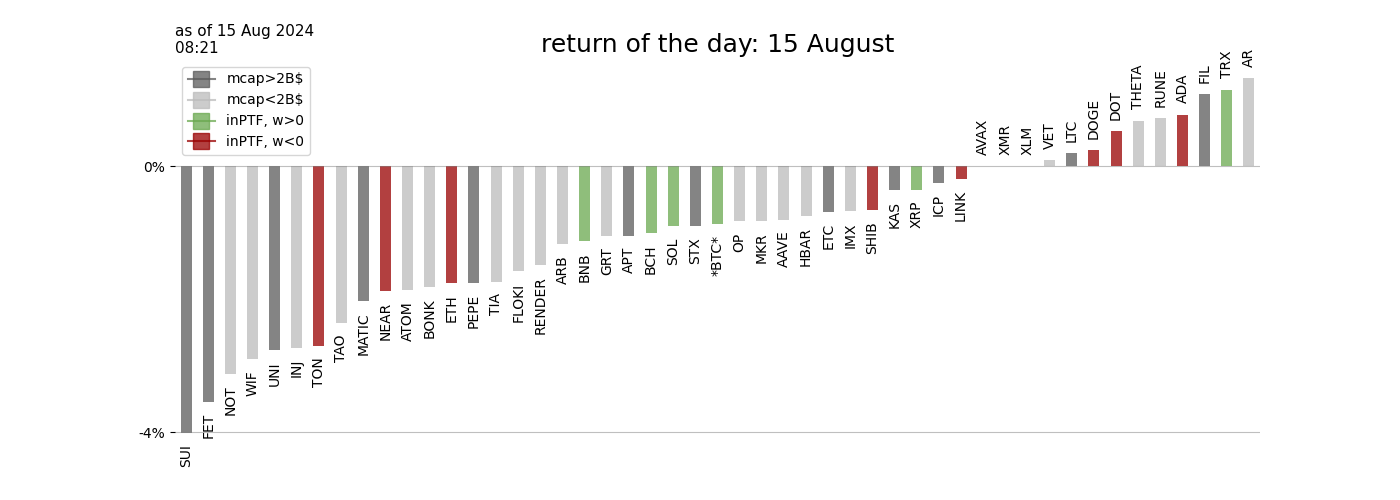 as of 15 Aug 2024
08:21
return of the day: 15 August
mcap>2B$
mcap<2B$
inPTF, w>0
inPTF, w<0
0%
-4%
SUI
FET
NOT
WIF
UNI
INJ
TON
TAO
MATIC
NEAR
ATOM
BONK
ETH
PEPE
TIA
FLOKI
RENDER
ARB
BNB
GRT
APT
BCH
SOL
STX
*BTC*
OP
MKR
AAVE
HBAR
ETC
IMX
SHIB
KAS
XRP
ICP
LINK
AVAX
XMR
XLM
VET
LTC
DOGE
DOT
THETA
RUNE
ADA
FIL
TRX
AR